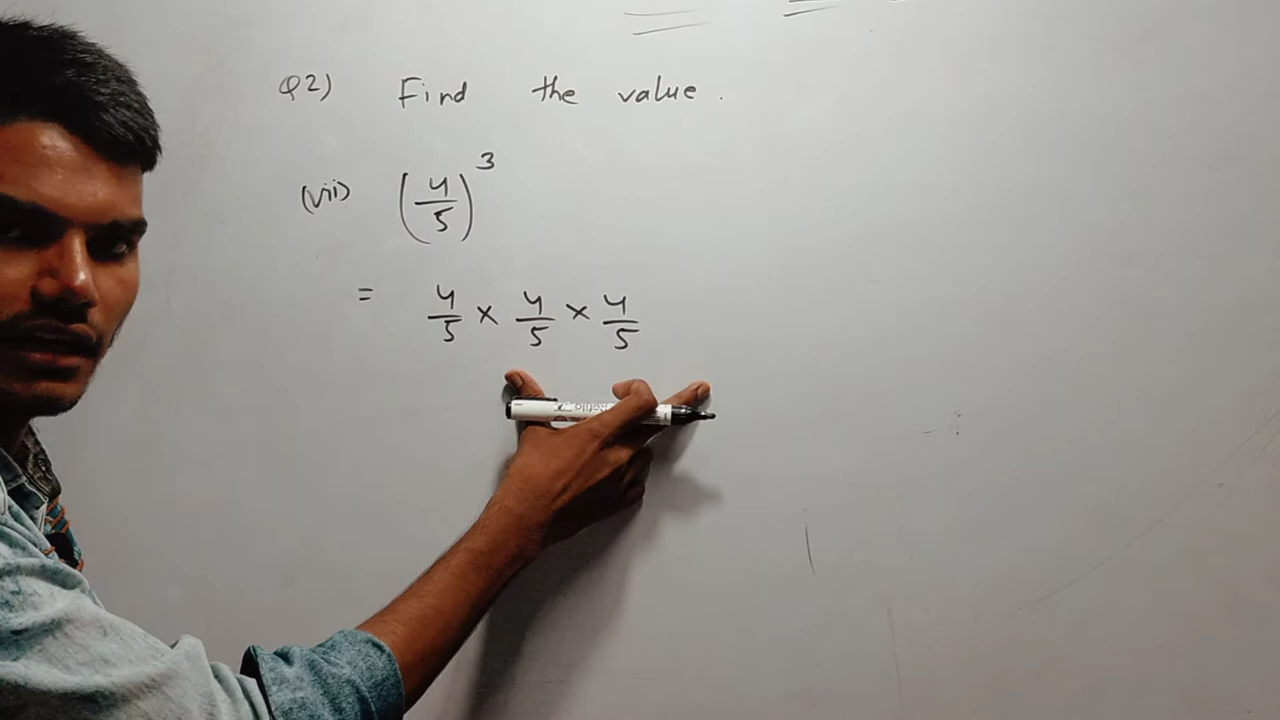 Q2) Find the value.
(vii) (4/5)^3
= 4/5 × 4/5 × 4/5